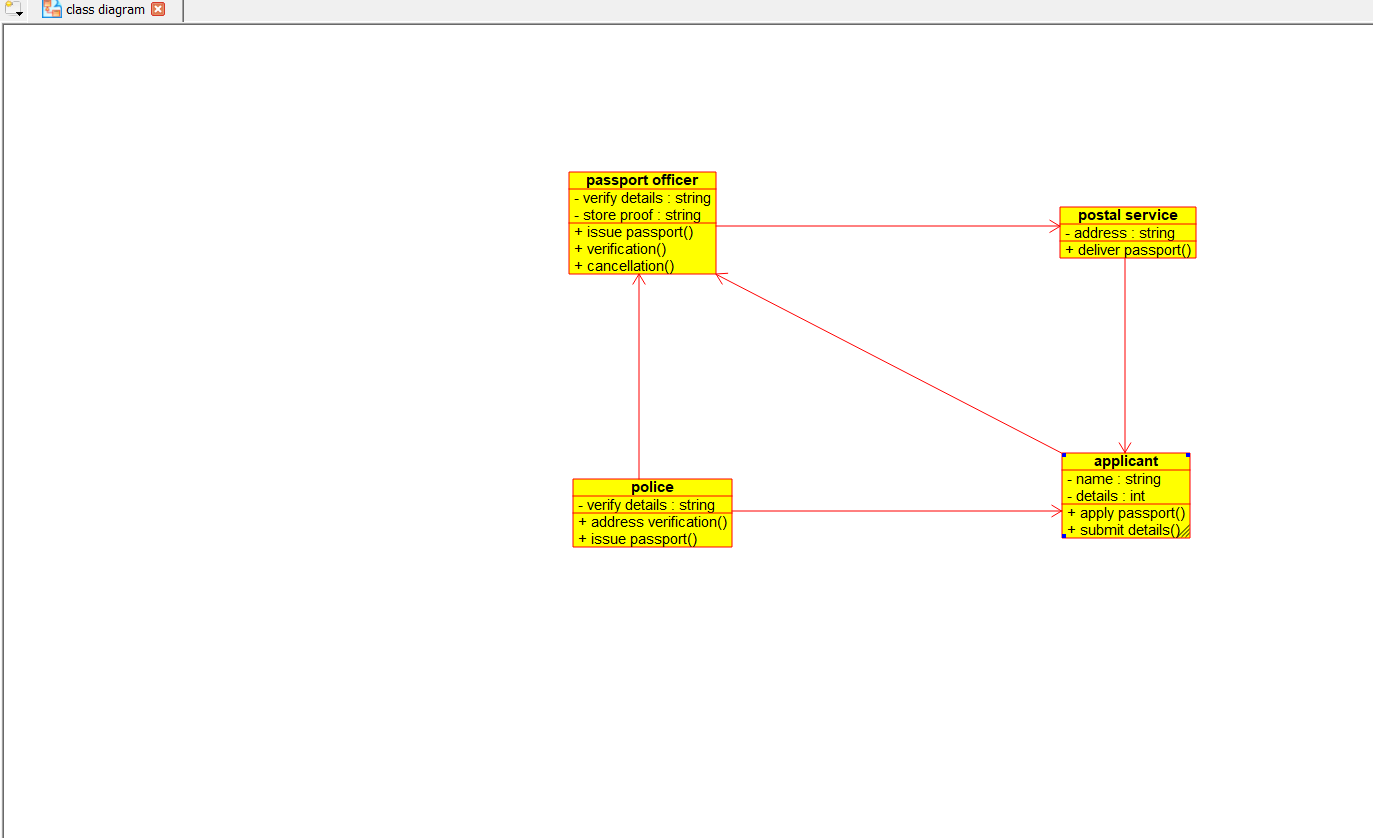 class diagram
passport officer
- verify details : string
- store proof : string
+ issue passport()
+ verification()
+ cancellation()
postal service
- address : string
+ deliver passport()
applicant
- name : string
- details : int
+ apply passport()
+ submit details()
police
- verify details : string
+ address verification()
+ issue passport()